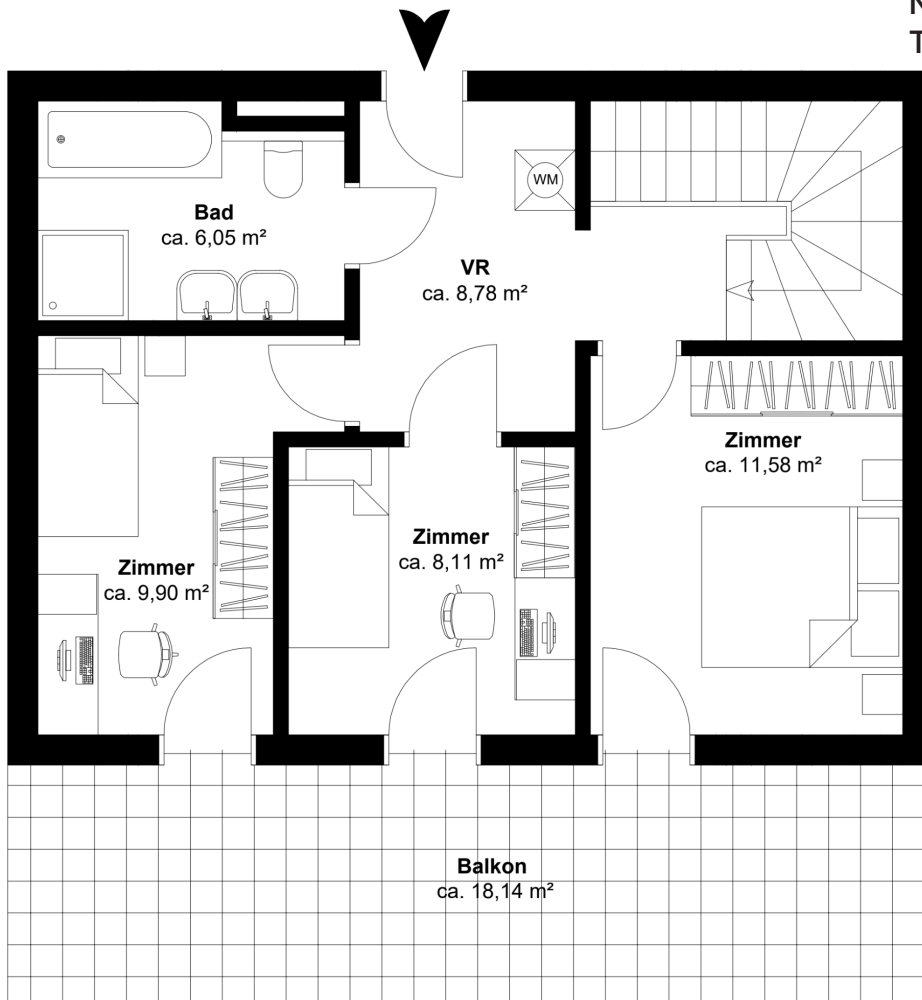 Bad
ca. 6,05 m²
WM
VR
ca. 8,78 m²
Zimmer
ca. 11,58 m²
Zimmer
ca. 8,11 m²
Zimmer
ca. 9,90 m²
Balkon
ca. 18,14 m²